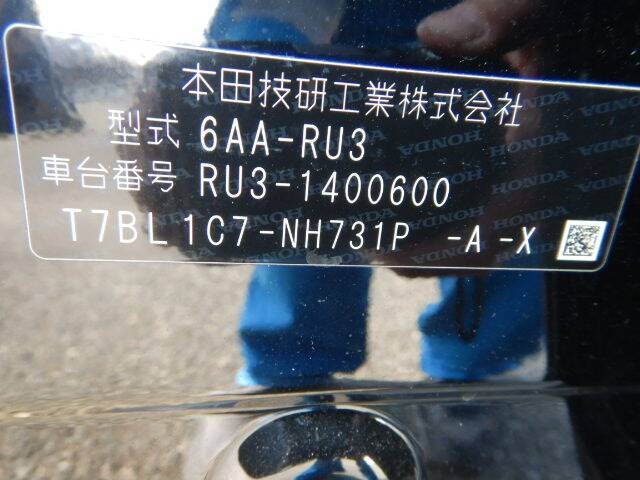 本田技研工業株式会社
型式 6AA-RU3
車台番号 RU3-1400600
T7BL1C7-NH731P -A -X